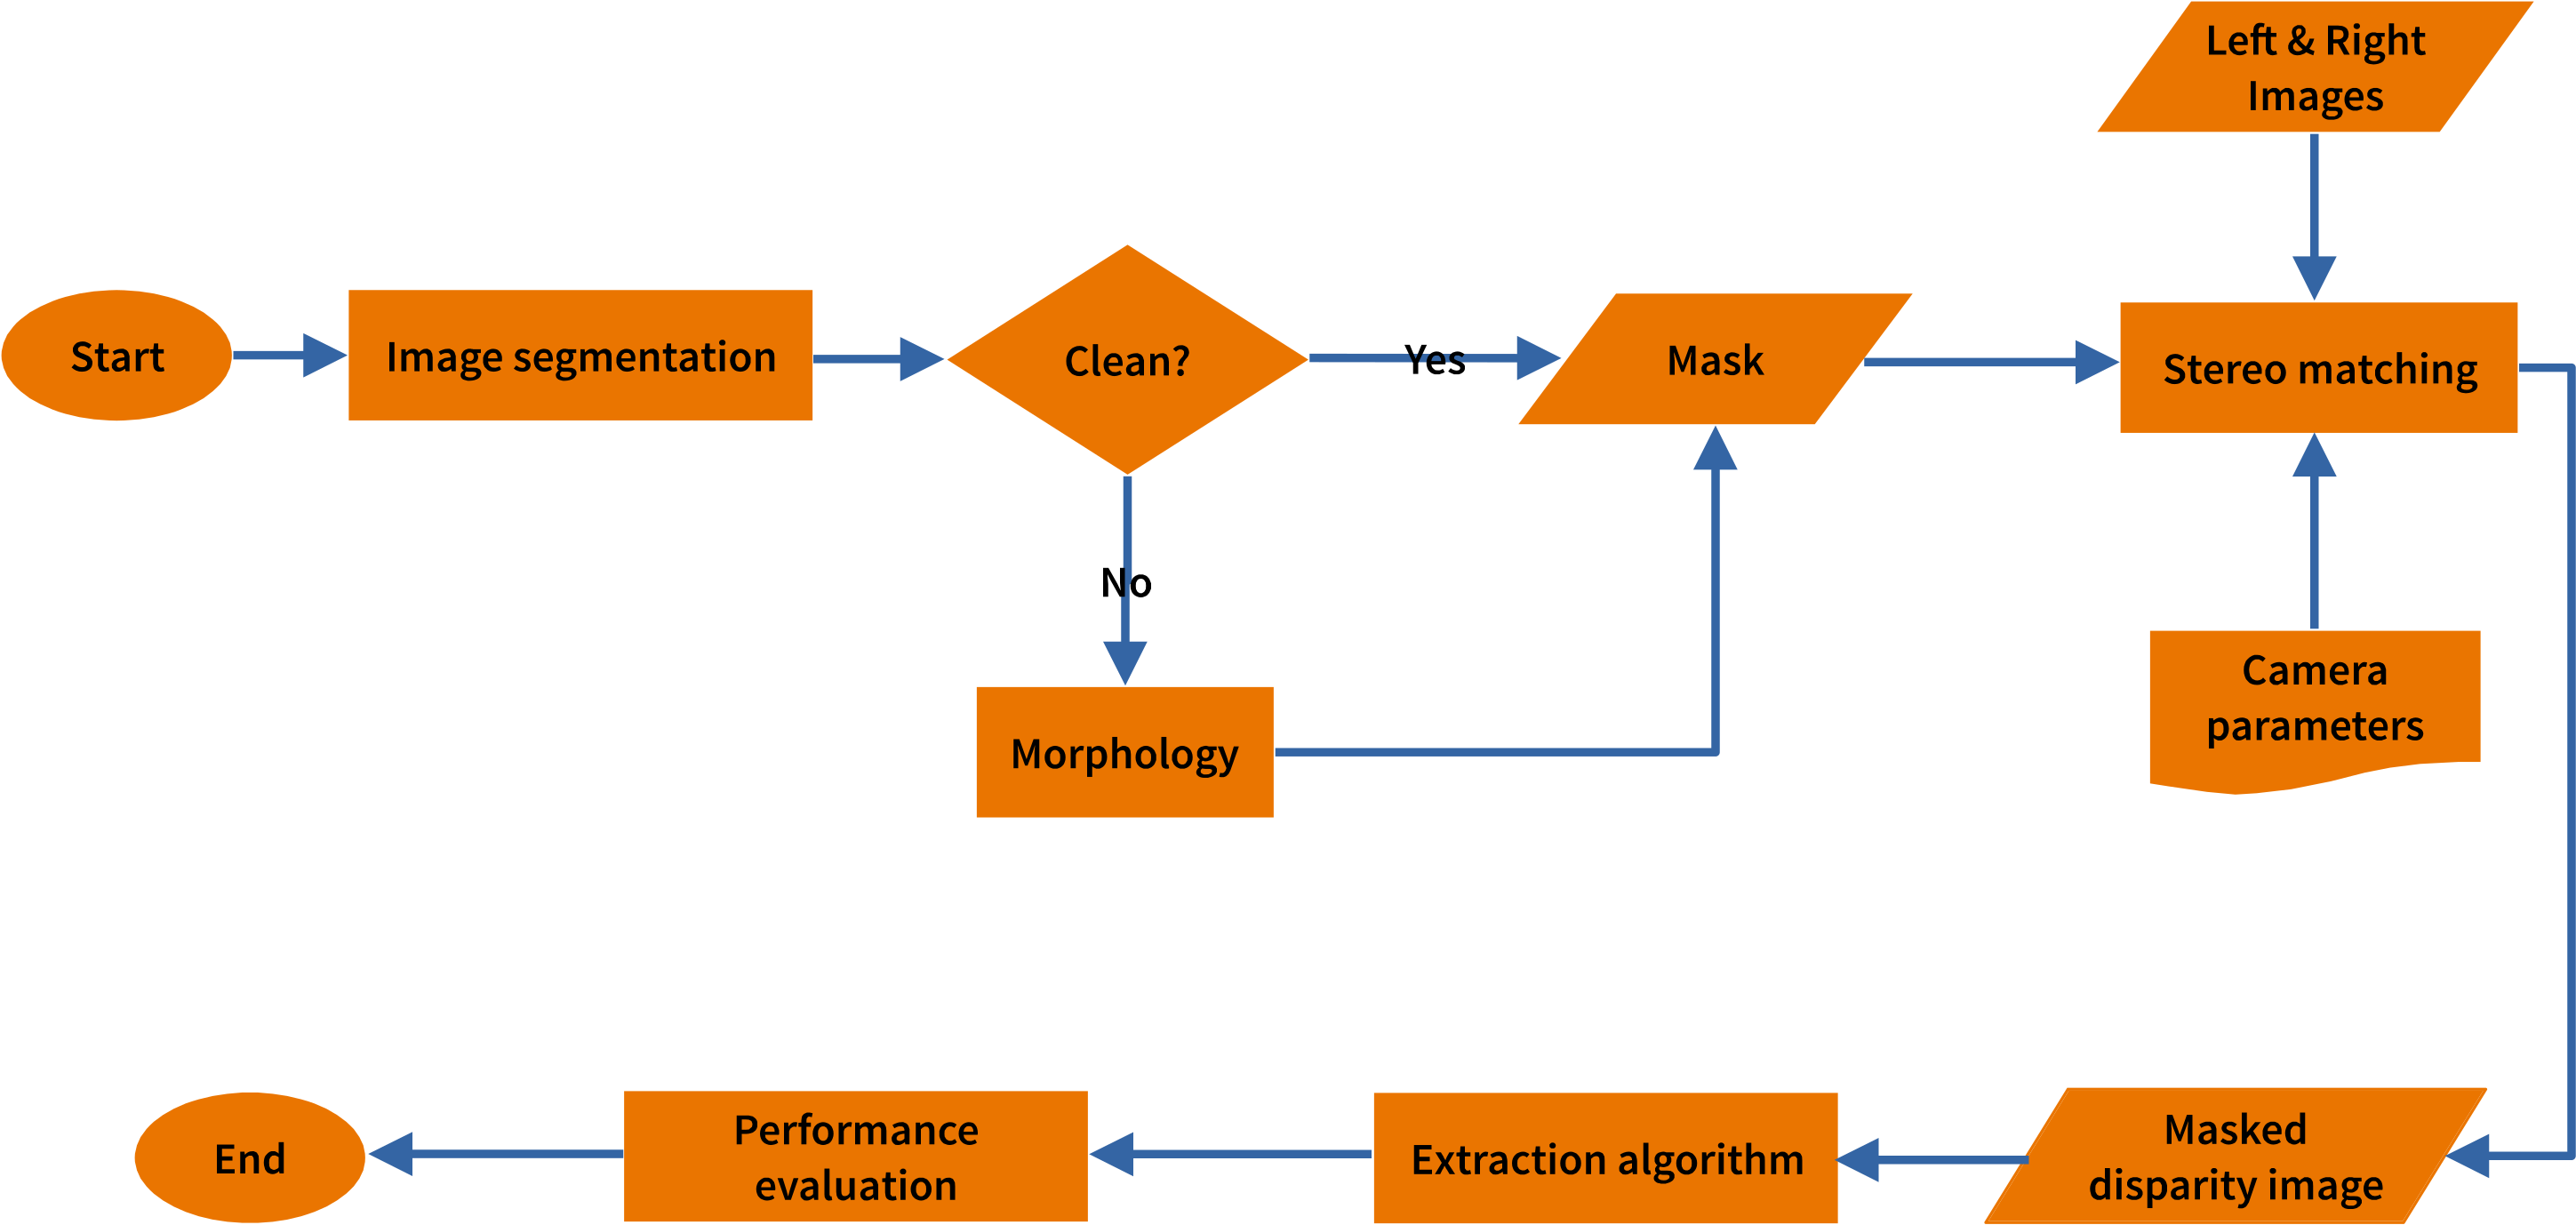 Left & Right
Images
Start
Image segmentation
Clean?
Yes
Mask
Stereo matching
No
Morphology
Camera
parameters
End
Performance
evaluation
Extraction algorithm
Masked
disparity image